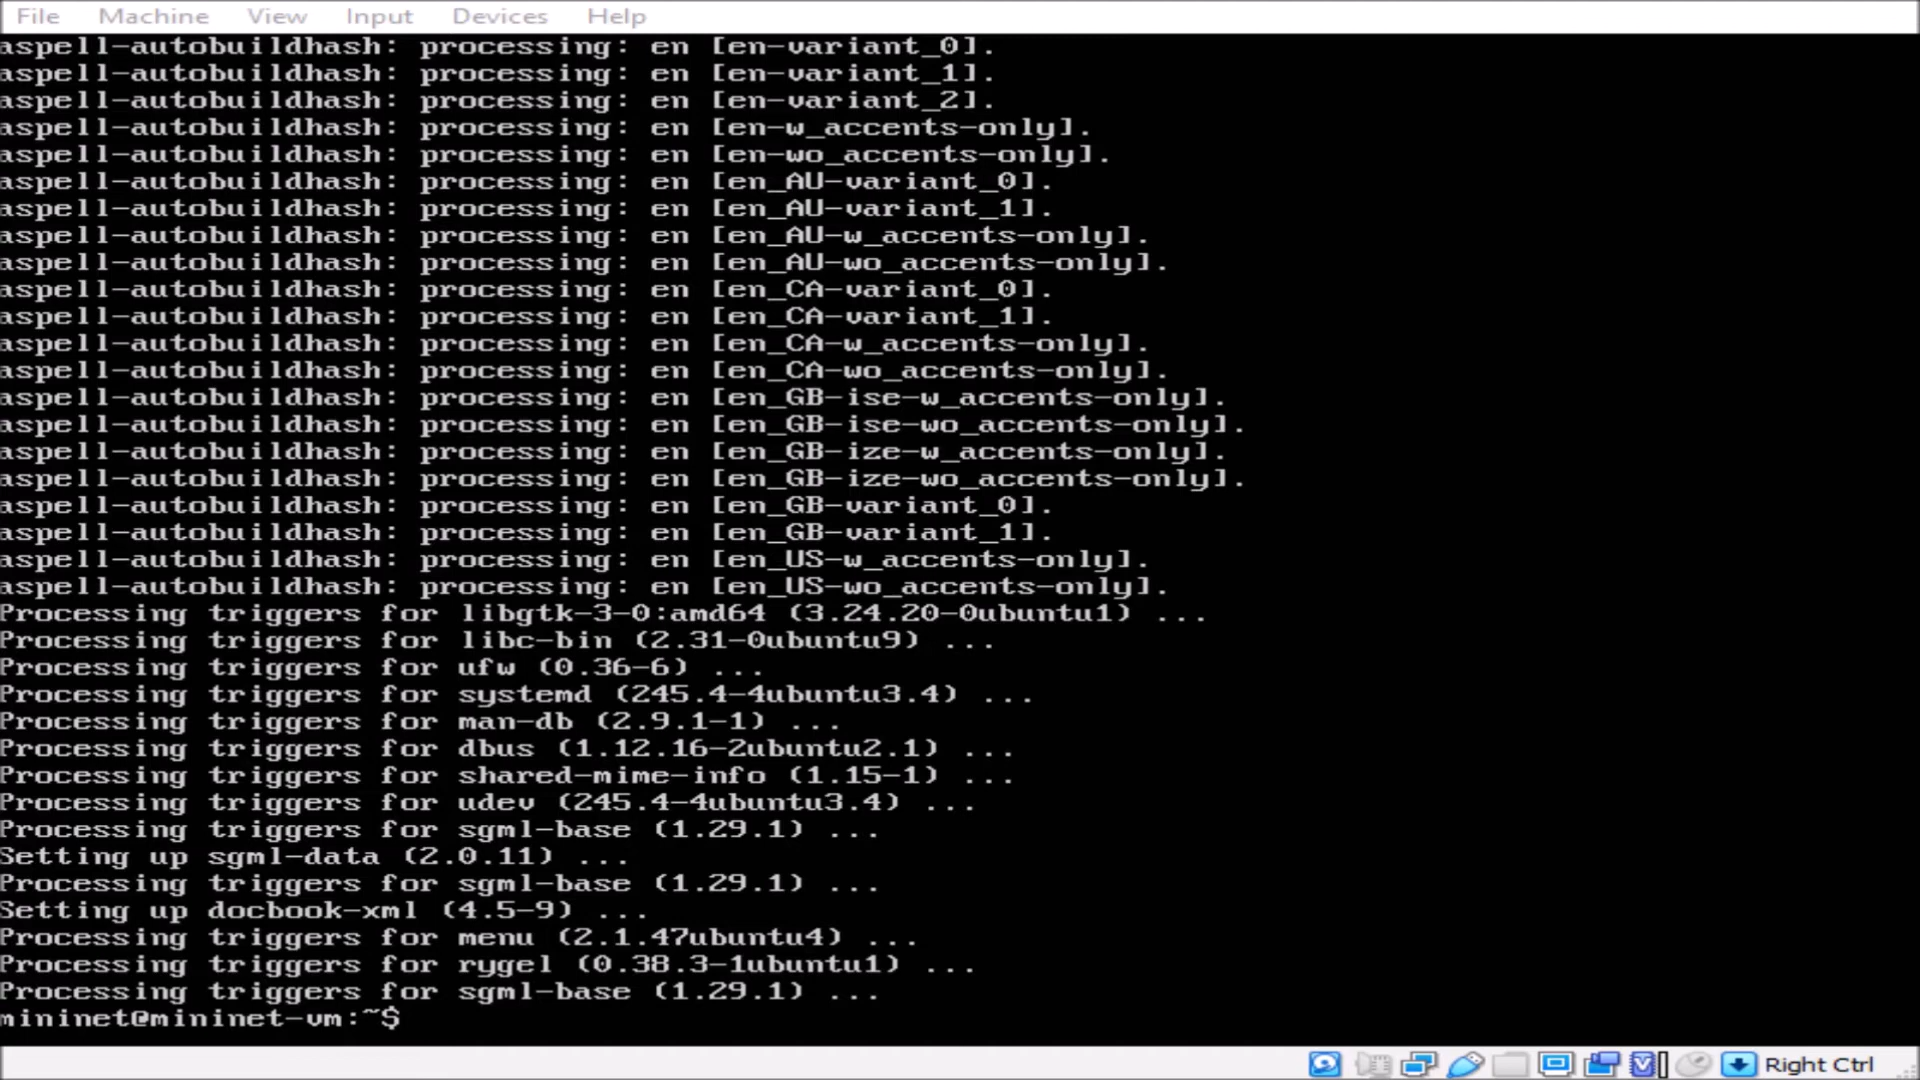 File Machine View Input Devices Help
aspell-autobuildhash: processing: en [en-variant_0].
aspell-autobuildhash: processing: en [en-variant_1].
aspell-autobuildhash: processing: en [en-variant_2].
aspell-autobuildhash: processing: en [en-w_accents-only].
aspell-autobuildhash: processing: en [en-wo_accents-only].
aspell-autobuildhash: processing: en [en_AU-variant_0].
aspell-autobuildhash: processing: en [en_AU-variant_1].
aspell-autobuildhash: processing: en [en_AU-w_accents-only].
aspell-autobuildhash: processing: en [en_AU-wo_accents-only].
aspell-autobuildhash: processing: en [en_CA-variant_0].
aspell-autobuildhash: processing: en [en_CA-variant_1].
aspell-autobuildhash: processing: en [en_CA-w_accents-only].
aspell-autobuildhash: processing: en [en_CA-wo_accents-only].
aspell-autobuildhash: processing: en [en_GB-ise-w_accents-only].
aspell-autobuildhash: processing: en [en_GB-ise-wo_accents-only].
aspell-autobuildhash: processing: en [en_GB-ize-w_accents-only].
aspell-autobuildhash: processing: en [en_GB-ize-wo_accents-only].
aspell-autobuildhash: processing: en [en_GB-variant_0].
aspell-autobuildhash: processing: en [en_GB-variant_1].
aspell-autobuildhash: processing: en [en_US-w_accents-only].
aspell-autobuildhash: processing: en [en_US-wo_accents-only].
Processing triggers for libgtk-3-0:amd64 (3.24.20-0ubuntu1) ...
Processing triggers for libc-bin (2.31-0ubuntu9) ...
Processing triggers for ufw (0.36-6) ...
Processing triggers for systemd (245.4-4ubuntu3.4) ...
Processing triggers for man-db (2.9.1-1) ...
Processing triggers for dbus (1.12.16-2ubuntu2.1) ...
Processing triggers for shared-mime-info (1.15-1) ...
Processing triggers for udev (245.4-4ubuntu3.4) ...
Processing triggers for sgml-base (1.29.1) ...
Setting up sgml-data (2.0.11) ...
Processing triggers for sgml-base (1.29.1) ...
Setting up docbook-xml (4.5-9) ...
Processing triggers for menu (2.1.47ubuntu4) ...
Processing triggers for rygel (0.38.3-1ubuntu1) ...
Processing triggers for sgml-base (1.29.1) ...
mininet@mininet-vm:~$
Right Ctrl